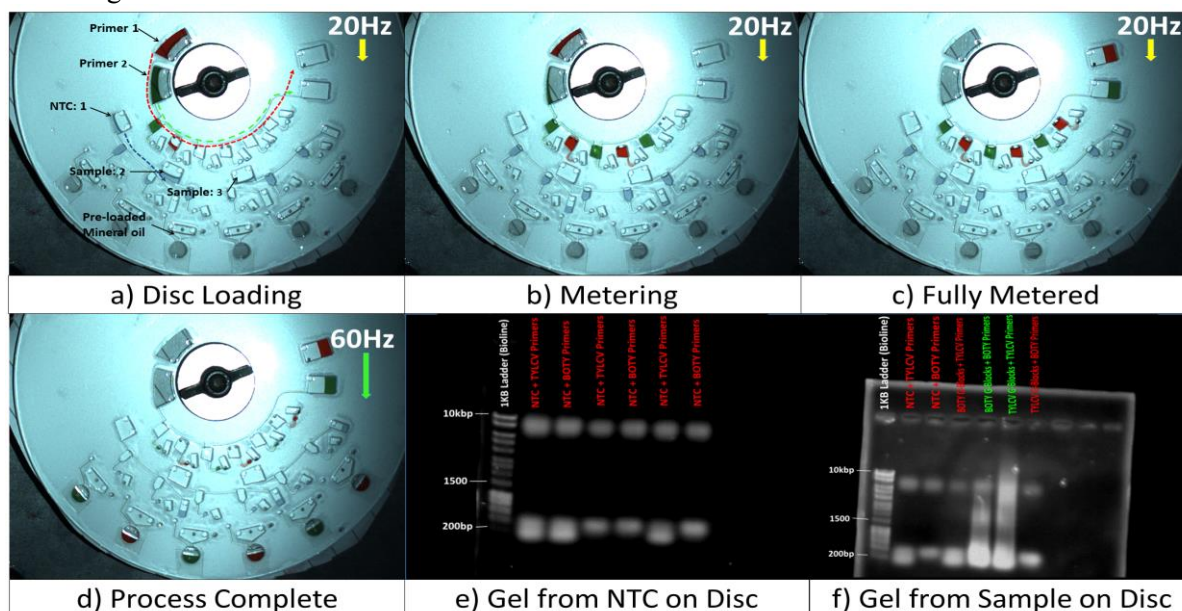 Primer 1
20Hz
Primer 2
NTC: 1
Sample: 2
Sample: 3
Pre-loaded
Mineral oil
20Hz
20Hz
a) Disc Loading
b) Metering
c) Fully Metered
60Hz
1KB Ladder (Bioline)
NTC + TYLCV Primers
NTC + BOTY Primers
NTC + TYLCV Primers
NTC + BOTY Primers
NTC + TYLCV Primers
NTC + BOTY Primers
10kbp
1500
200bp
1KB Ladder (Bioline)
NTC + TYLCV Primers
NTC + BOTY Primers
BOTY GBlocks + TYLCV Primers
BOTY GBlocks + BOTY Primers
TYLCV GBlocks + TYLCV Primers
TYLCV GBlocks + BOTY Primers
10kbp
1500
200bp
d) Process Complete
e) Gel from NTC on Disc
f) Gel from Sample on Disc